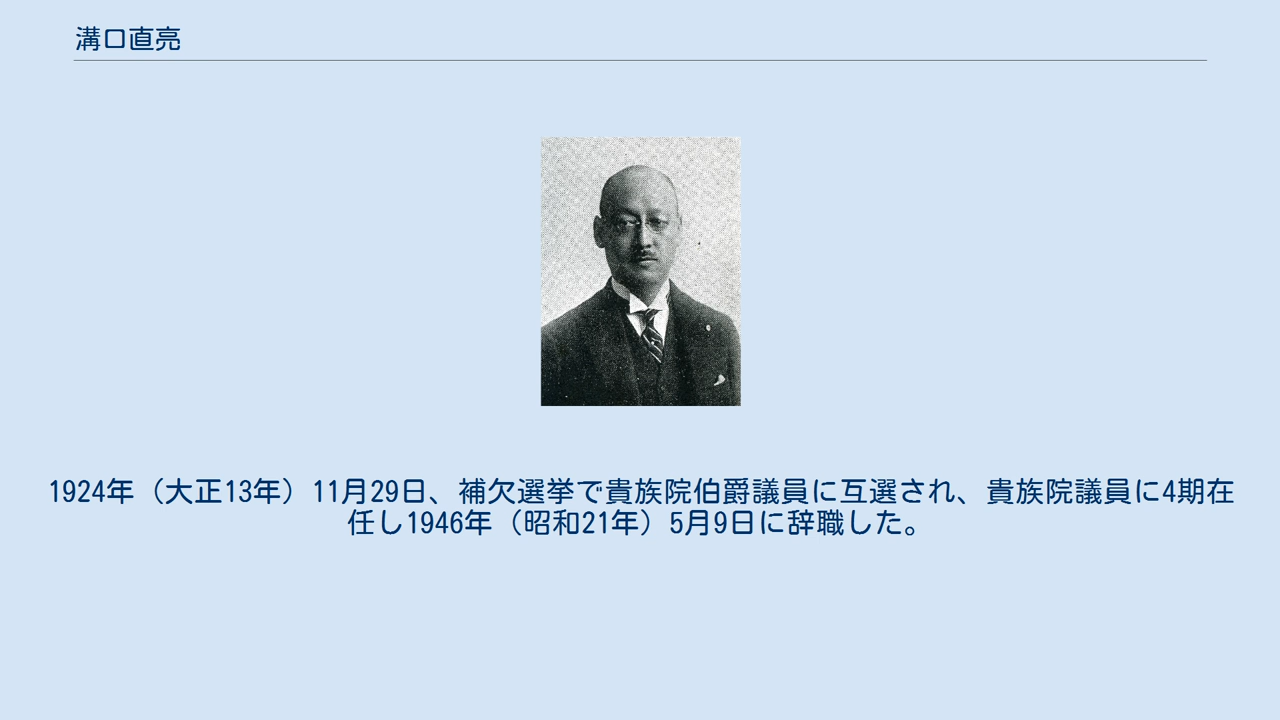 溝口直亮
1924年（大正13年）11月29日、補欠選挙で貴族院伯爵議員に互選され、貴族院議員に4期在
任し1946年（昭和21年）5月9日に辞職した。